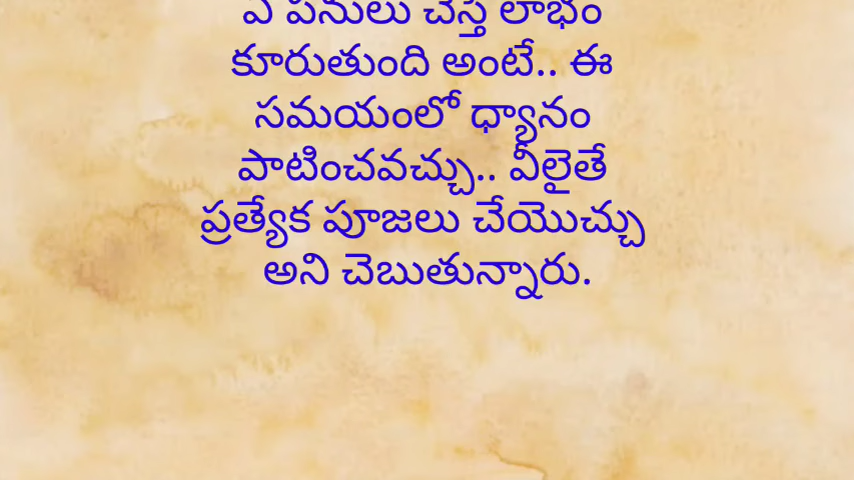 ఏ పనులు చేస్తే లాభం
కూరుతుంది అంటే.. ఈ
సమయంలో ధ్యానం
పాటించవచ్చు.. వీలైతే
ప్రత్యేక పూజలు చేయొచ్చు
అని చెబుతున్నారు.